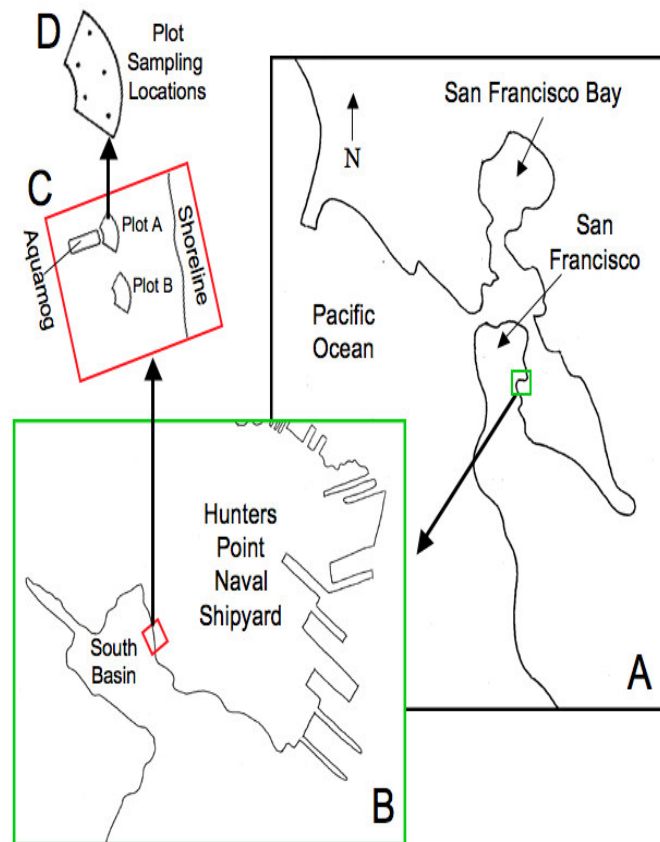 D
Plot
Sampling
Locations
C
Plot A
Plot B
Aquamog
Shoreline
San Francisco Bay
N
San
Francisco
Pacific
Ocean
A
Hunters
Point
Naval
Shipyard
South
Basin
B